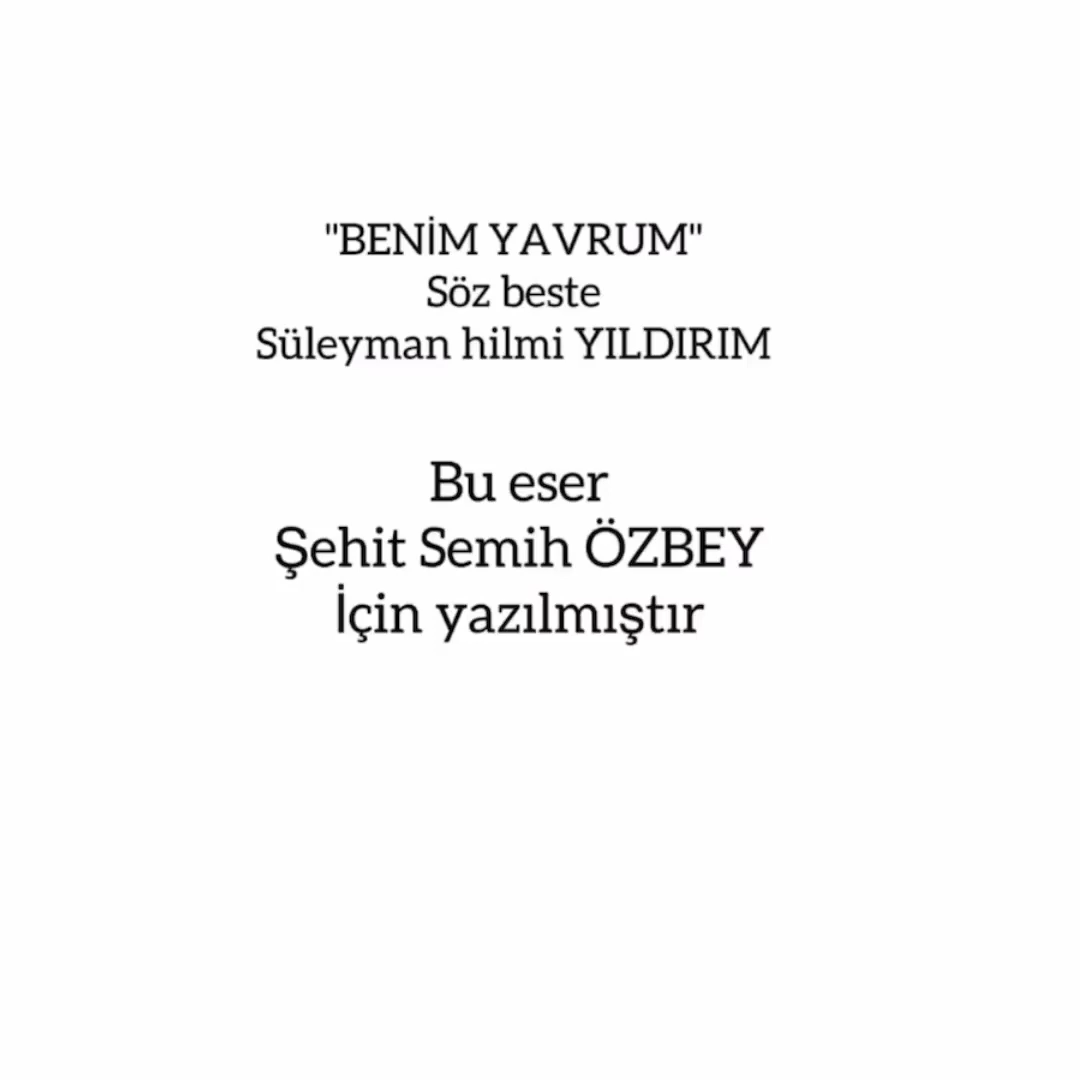 "BENİM YAVRUM"
Söz beste
Süleyman hilmi YILDIRIM
Bu eser
Şehit Semih ÖZBEY
İçin yazılmıştır